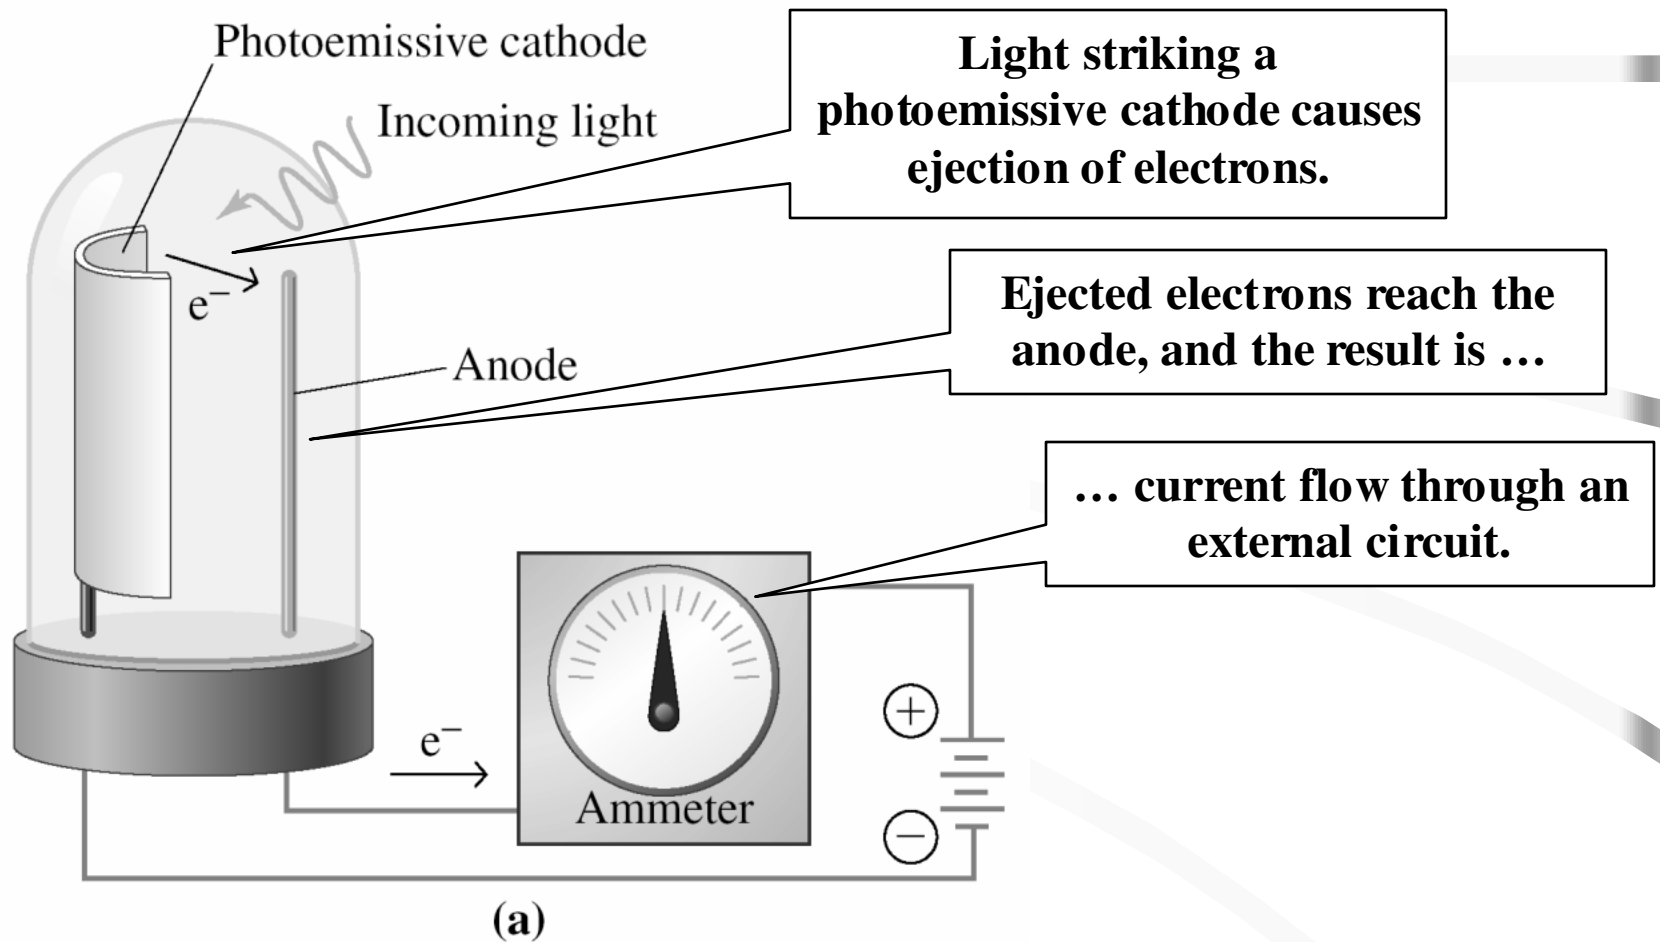 Photoemissive cathode
Incoming light
Light striking a
photoemissive cathode causes
ejection of electrons.
e⁻
Ejected electrons reach the
anode, and the result is …
Anode
… current flow through an
external circuit.
e⁻
Ammeter
+
−
(a)